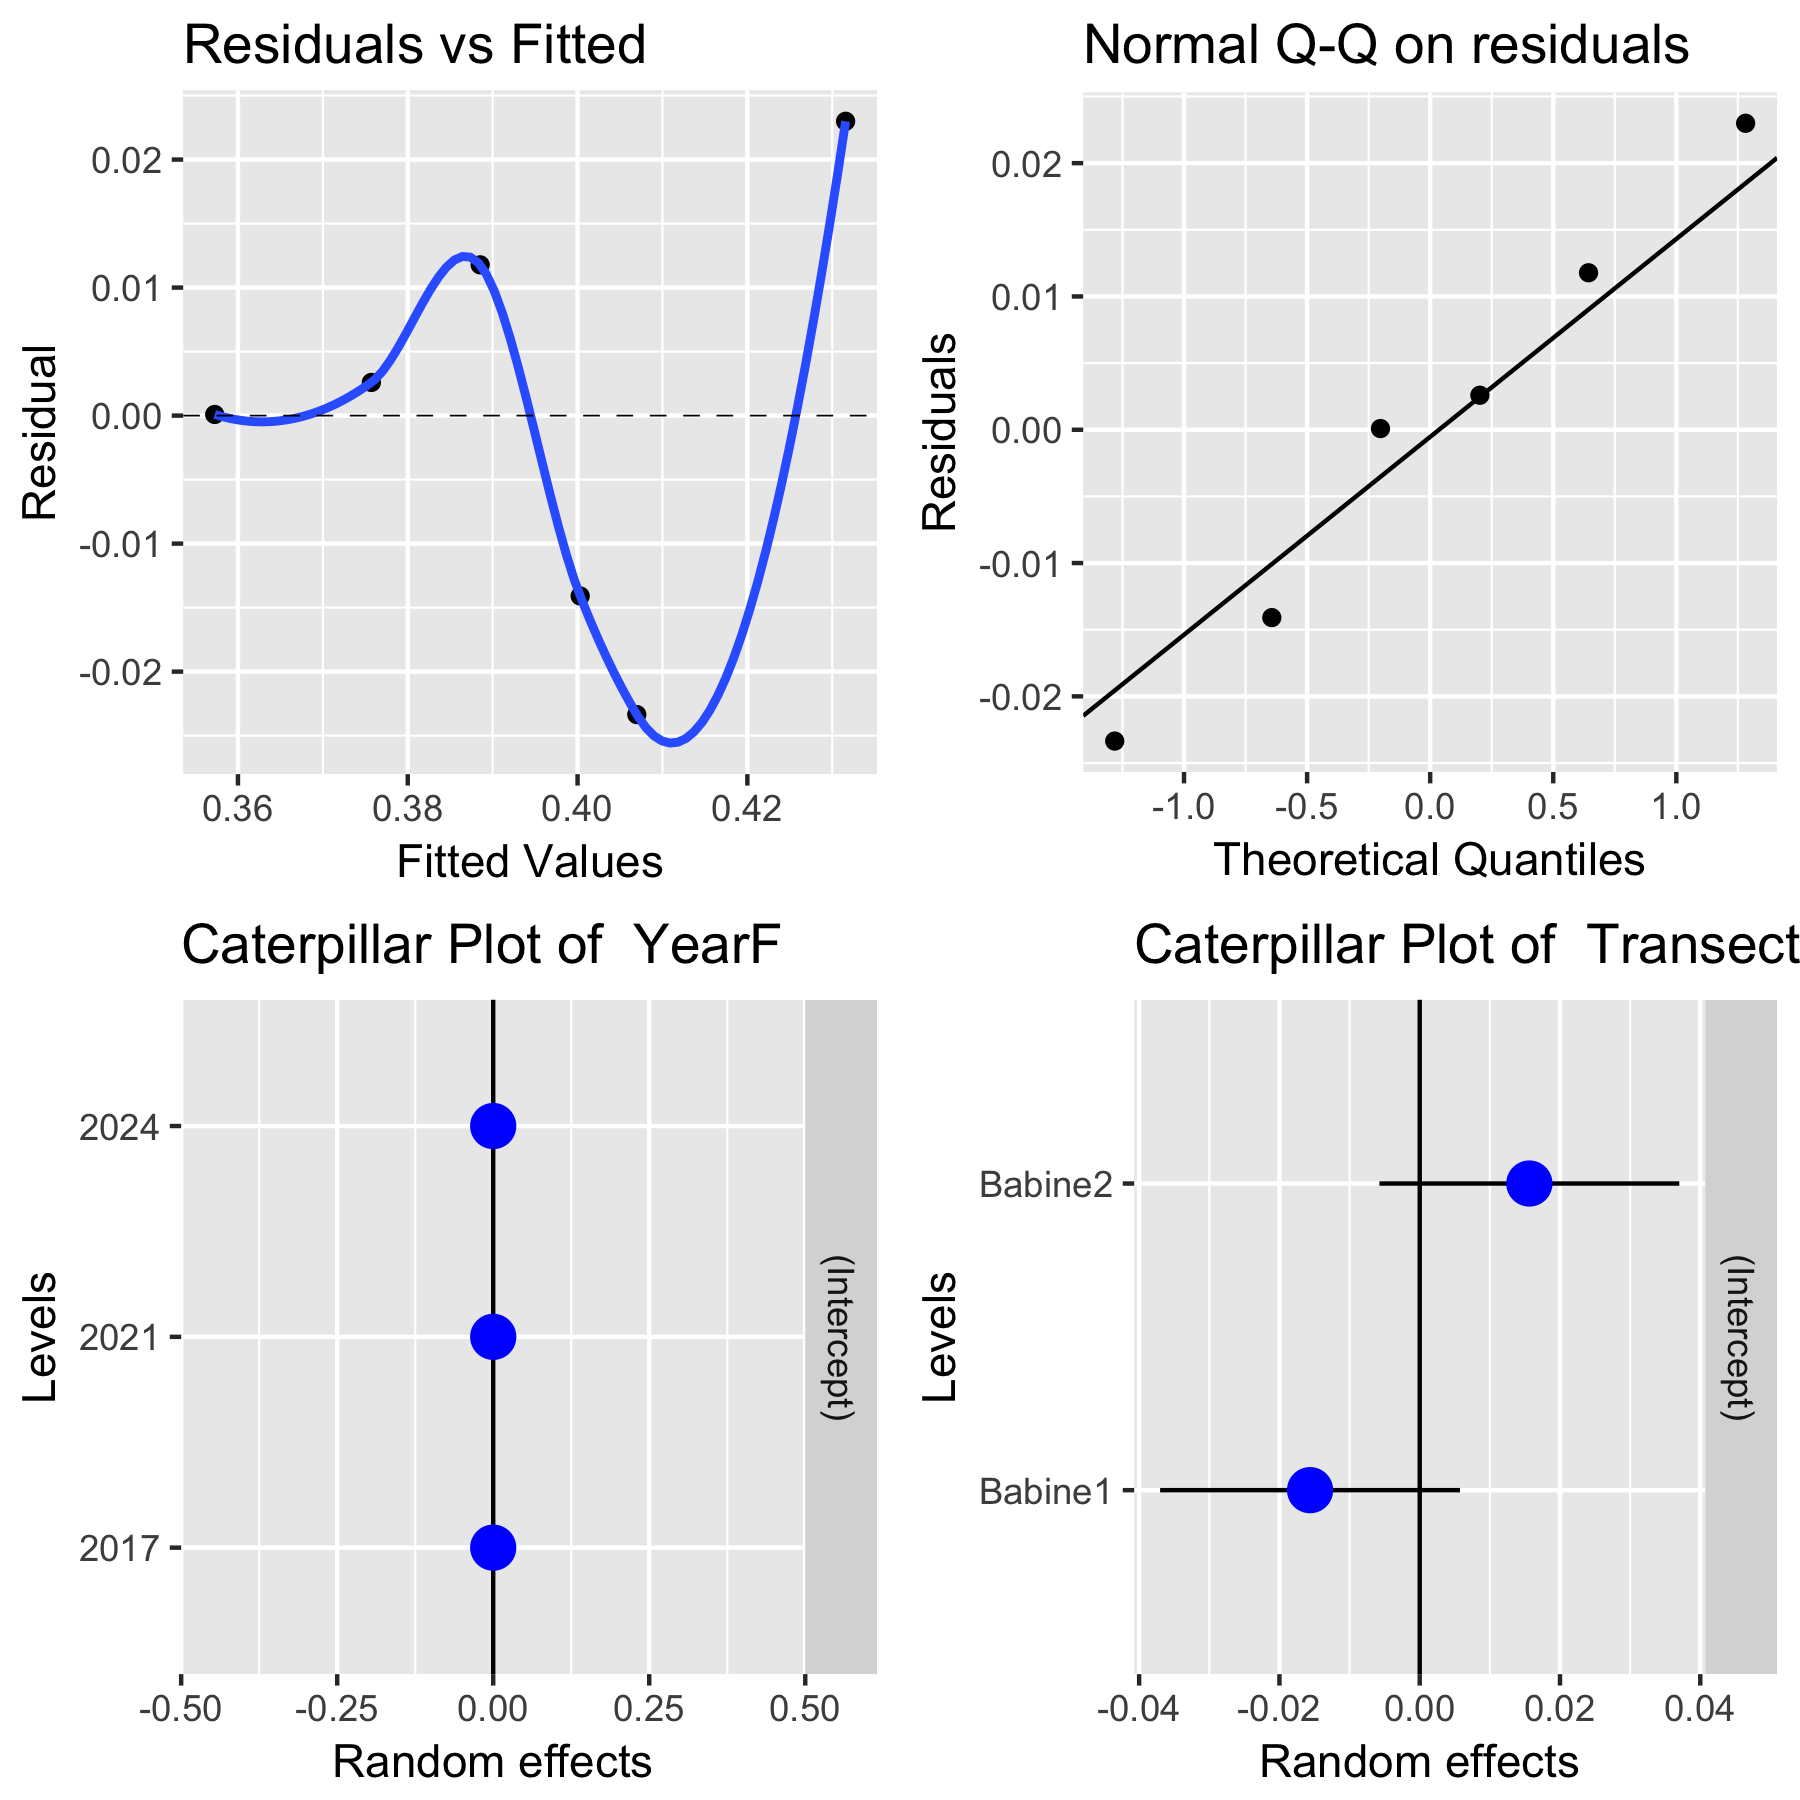 Residuals vs Fitted
Residual
0.02
0.01
0.00
-0.01
-0.02
0.36 0.38 0.40 0.42
Fitted Values
Normal Q-Q on residuals
Residuals
0.02
0.01
0.00
-0.01
-0.02
-1.0 -0.5 0.0 0.5 1.0
Theoretical Quantiles
Caterpillar Plot of  YearF
Levels
2024
2021
2017
(Intercept)
-0.50 -0.25 0.00 0.25 0.50
Random effects
Caterpillar Plot of  Transect
Levels
Babine2
Babine1
(Intercept)
-0.04 -0.02 0.00 0.02 0.04
Random effects